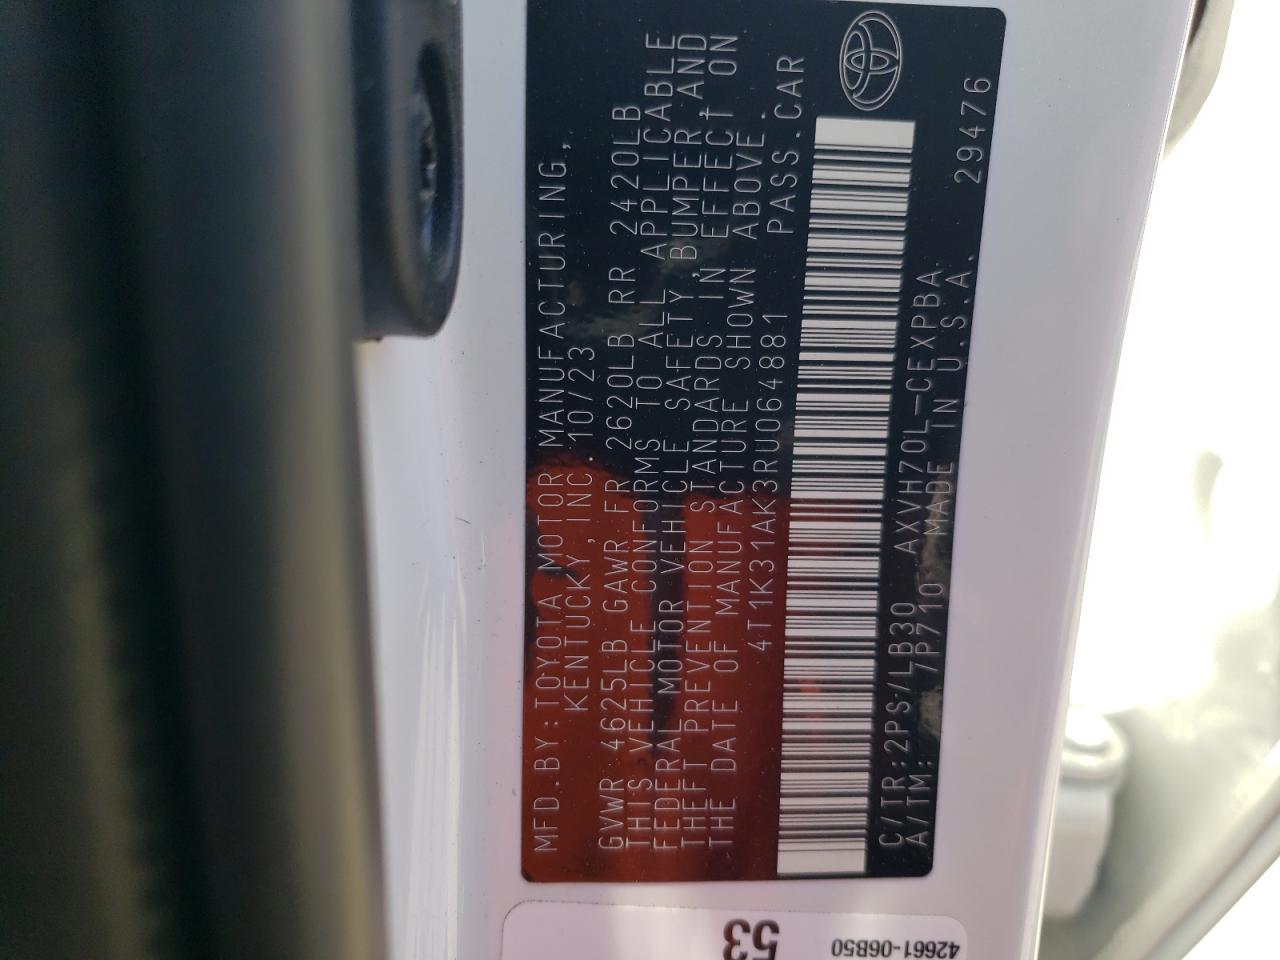 MFD.BY:TOYOTA MOTOR MANUFACTURING,
KENTUCKY,INC. 10/23
GVWR 4625LB GAWR FR 2620LB RR 2420LB
THIS VEHICLE CONFORMS TO ALL APPLICABLE
FEDERAL MOTOR VEHICLE SAFETY,BUMPER,AND
THEFT PREVENTION STANDARDS IN EFFECT ON
THE DATE OF MANUFACTURE SHOWN ABOVE.
4T1K31AK3RU064881 PASS.CAR
C/TR:2PS/LB30 AXVH70L-CEXPBA
A/TM: 7P710 MADE IN U.S.A. 29476
53
42661-06B50